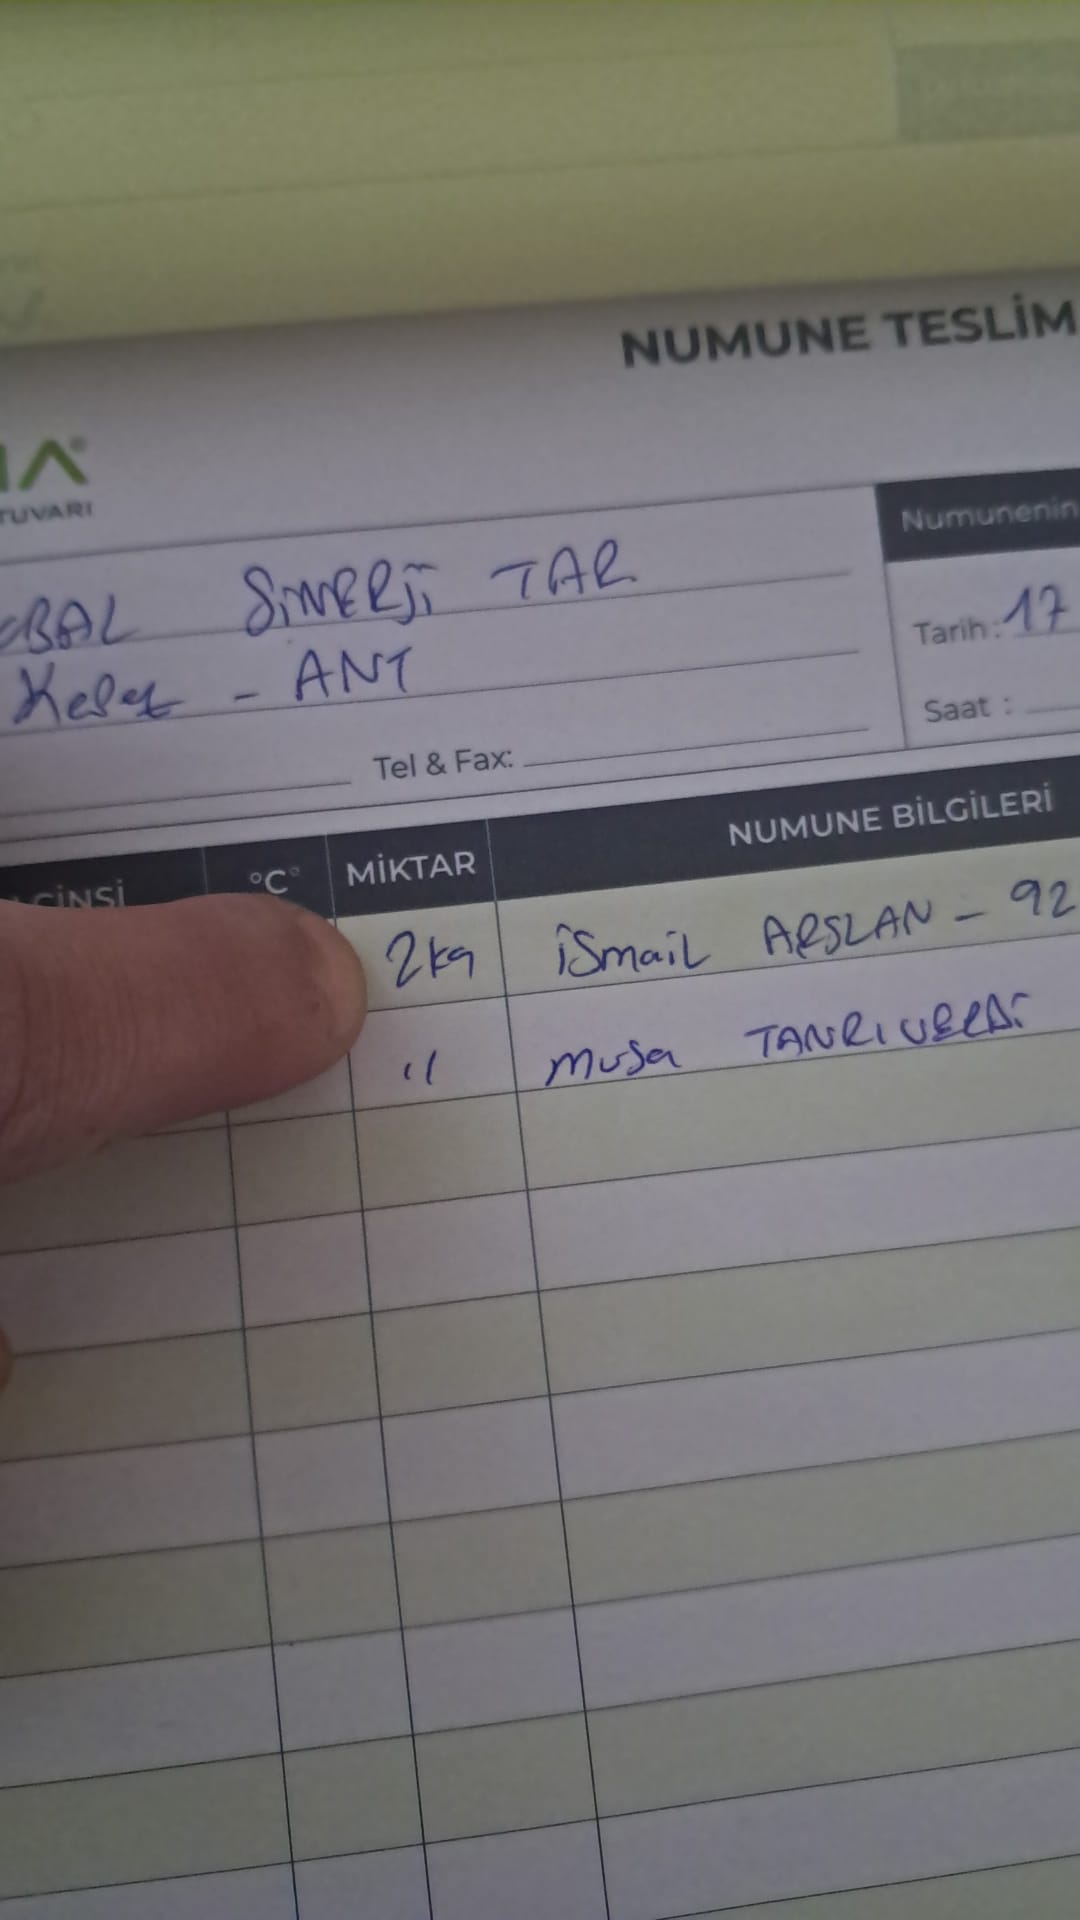 NUMUNE TESLİM
TUVARI
BAL SİNERJİ TAR
- ANT
Numunenin
Tarih: 17
Saat :
Tel & Fax:
CİNSİ °C MİKTAR NUMUNE BİLGİLERİ
2kg İSmaiL ARSLAN - 92
" musa TANRIVERDİ